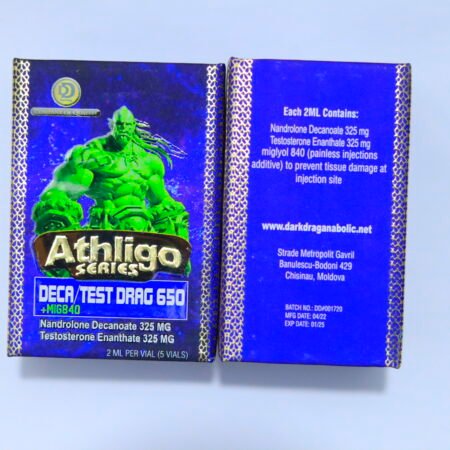 Athligo
SERIES
DECA/TEST DRAG 650
+MIG840
Nandrolone Decanoate 325 MG
Testosterone Enanthate 325 MG
2 ML PER VIAL (5 VIALS)
Each 2ML Contains:
Nandrolone Decanoate 325 mg
Testosterone Enanthate 325 mg
miglyol 840 (painless injections
additive) to prevent tissue damage at
injection site
www.darkdraganabolic.net
Strade Metropolit Gavril
Banulescu-Bodoni 429
Chisinau, Moldova
BATCH NO.: DD#001720
MFG DATE: 04/22
EXP DATE: 01/25